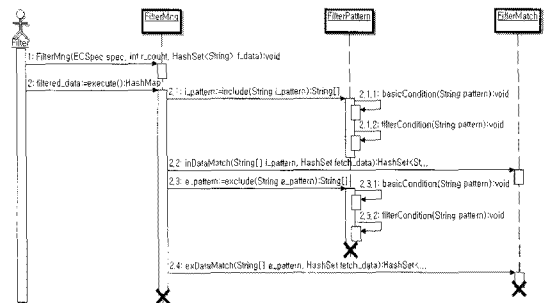 FilterMng
FilterPattern
FilterMatch
Filter
1: FilterMng(ECSpec spec, int r_count, HashSet<String> f_data):void
2: filtered_data:=execute():HashMap
2.1: i_pattern:=include(String i_pattern):String[]
2.1.1: basicCondition(String pattern):void
2.1.2: filterCondition(String pattern):void
2.2: inDataMatch(String[] i_pattern, HashSet fetch_data):HashSet<St...
2.3: e_pattern:=exclude(String e_pattern):String[]
2.3.1: basicCondition(String pattern):void
2.3.2: filterCondition(String pattern):void
2.4: exDataMatch(String[] e_pattern, HashSet fetch_data):HashSet<...